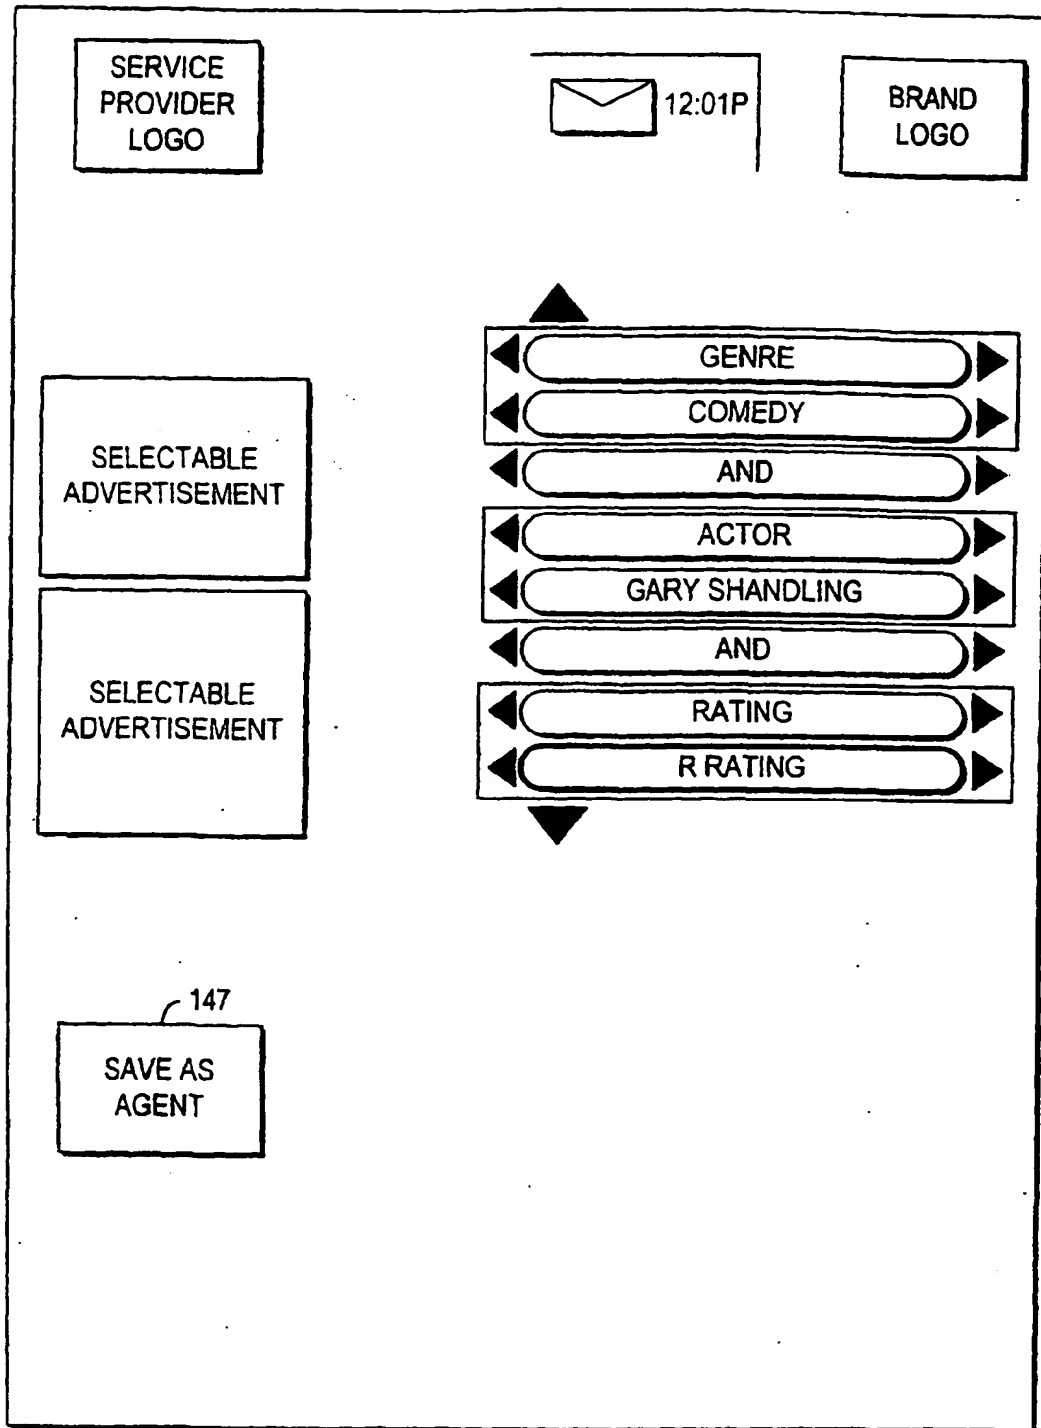 SERVICE
PROVIDER
LOGO
12:01P
BRAND
LOGO
GENRE
COMEDY
AND
ACTOR
GARY SHANDLING
AND
RATING
R RATING
SELECTABLE
ADVERTISEMENT
SELECTABLE
ADVERTISEMENT
147
SAVE AS
AGENT